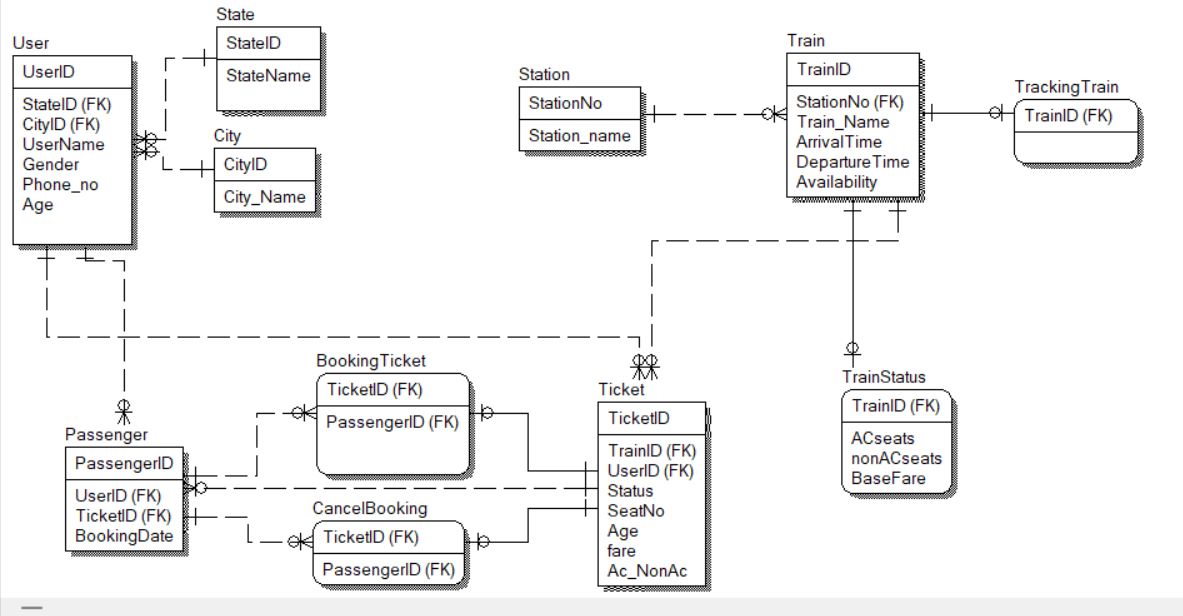 State
StateID
StateName
User
UserID
StateID (FK)
CityID (FK)
UserName
Gender
Phone_no
Age
City
CityID
City_Name
Station
StationNo
Station_name
Train
TrainID
StationNo (FK)
Train_Name
ArrivalTime
DepartureTime
Availability
TrackingTrain
TrainID (FK)
TrainStatus
TrainID (FK)
ACseats
nonACseats
BaseFare
BookingTicket
TicketID (FK)
PassengerID (FK)
Ticket
TicketID
TrainID (FK)
UserID (FK)
Status
SeatNo
Age
fare
Ac_NonAc
Passenger
PassengerID
UserID (FK)
TicketID (FK)
BookingDate
CancelBooking
TicketID (FK)
PassengerID (FK)